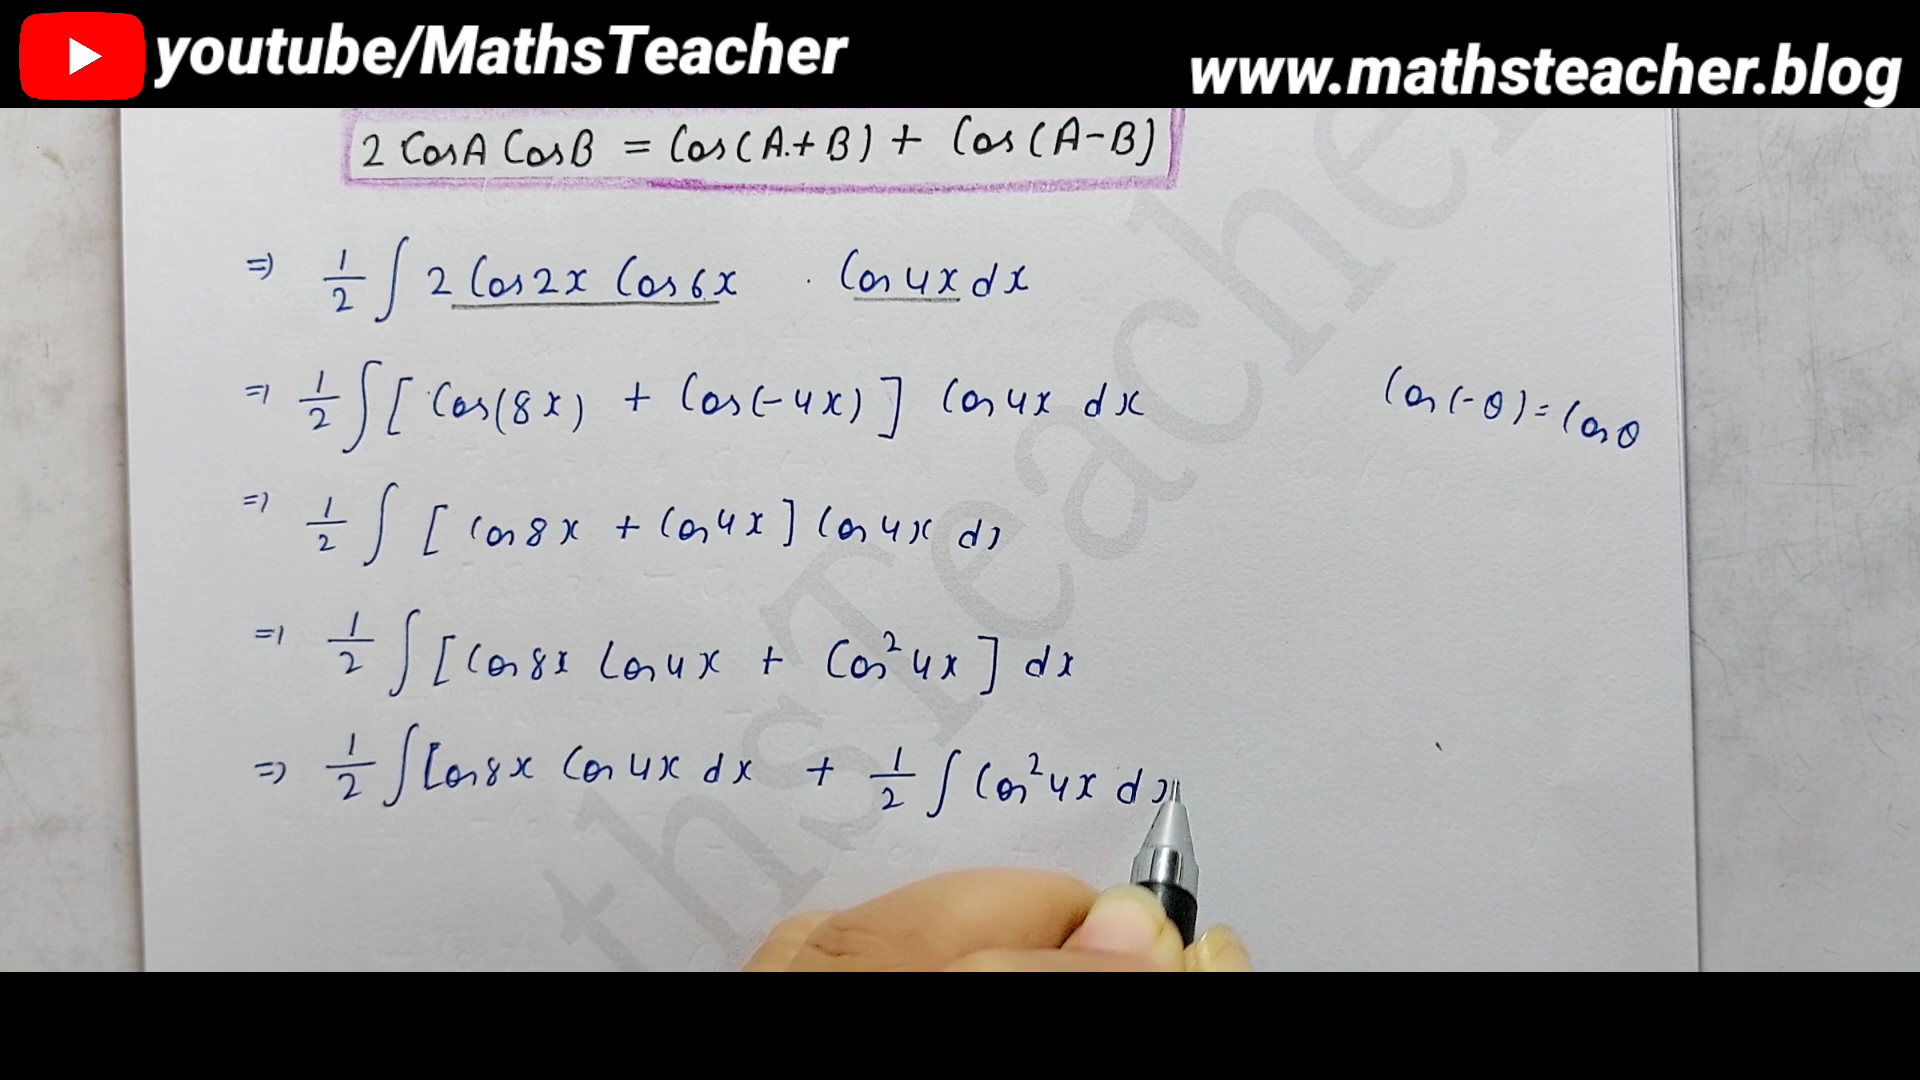 youtube/MathsTeacher
www.mathsteacher.blog
2 CosA CosB = Cos(A+B) + Cos(A-B)
⇒ 1/2 ∫ 2 Cos2x Cos6x . Cos4x dx
⇒ 1/2 ∫ [Cos(8x) + Cos(-4x)] Cos4x dx
Cos(-θ) = Cosθ
⇒ 1/2 ∫ [Cos8x + Cos4x] Cos4x dx
⇒ 1/2 ∫ [Cos8x Cos4x + Cos²4x] dx
⇒ 1/2 ∫ Cos8x Cos4x dx + 1/2 ∫ Cos²4x dx
thsTeacher